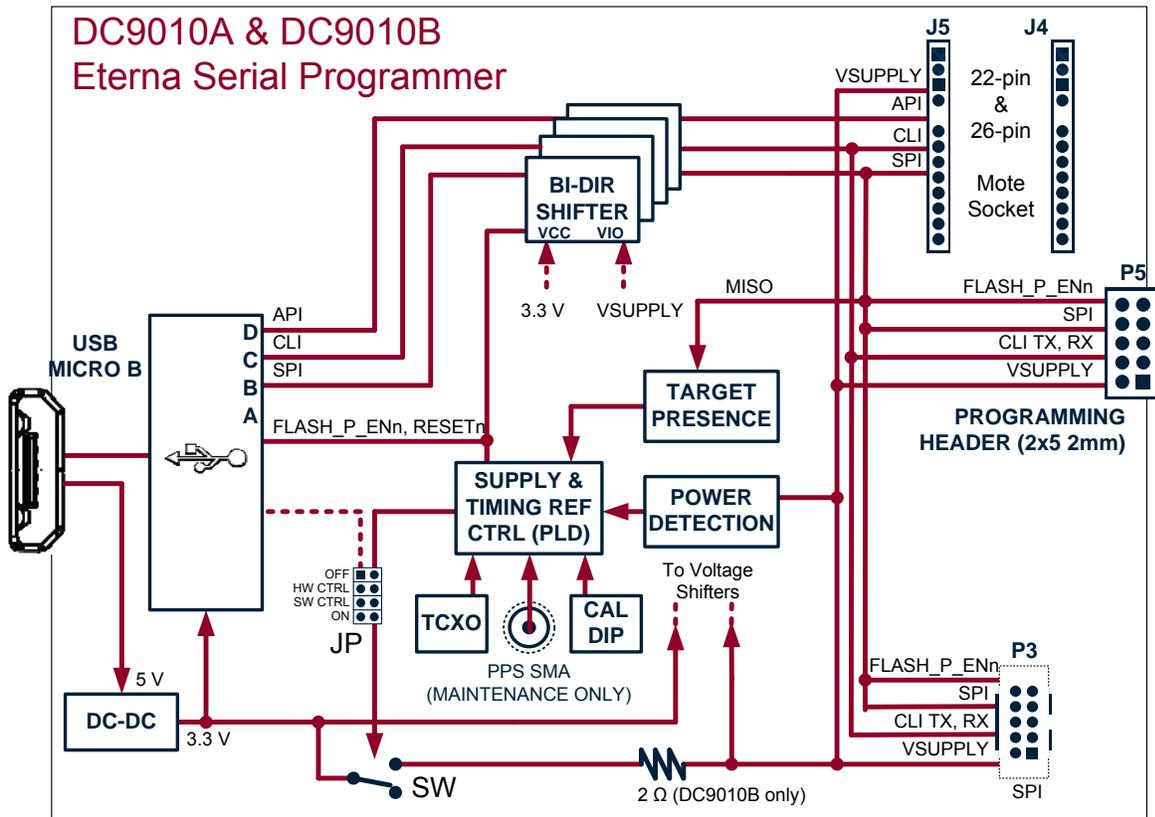 DC9010A & DC9010B
Eterna Serial Programmer
J5
J4
VSUPPLY
API
CLI
SPI
22-pin
&
26-pin
Mote
Socket
BI-DIR
SHIFTER
VCC
VIO
3.3 V
VSUPPLY
MISO
FLASH_P_ENn
SPI
CLI TX, RX
VSUPPLY
P5
PROGRAMMING
HEADER (2x5 2mm)
USB
MICRO B
D
C
B
A
API
CLI
SPI
FLASH_P_ENn, RESETn
TARGET
PRESENCE
SUPPLY &
TIMING REF
CTRL (PLD)
POWER
DETECTION
To Voltage
Shifters
OFF
HW CTRL
SW CTRL
ON
JP
TCXO
CAL
DIP
PPS SMA
(MAINTENANCE ONLY)
5 V
DC-DC
3.3 V
SW
2 Ω (DC9010B only)
P3
FLASH_P_ENn
SPI
CLI TX, RX
VSUPPLY
SPI